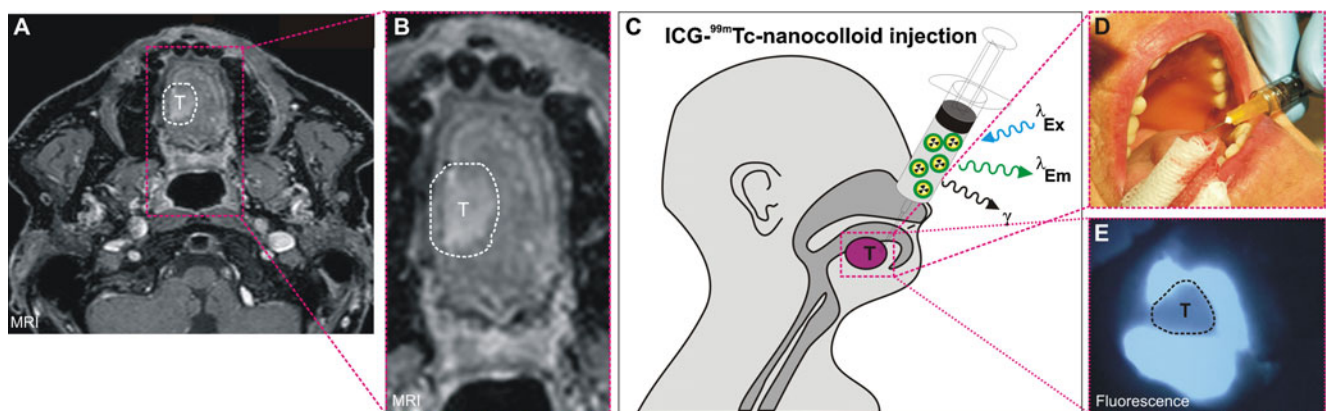 A
T
MRI
B
T
MRI
C
ICG-⁹⁹ᵐTc-nanocolloid injection
λEx
λEm
γ
T
D
E
T
Fluorescence